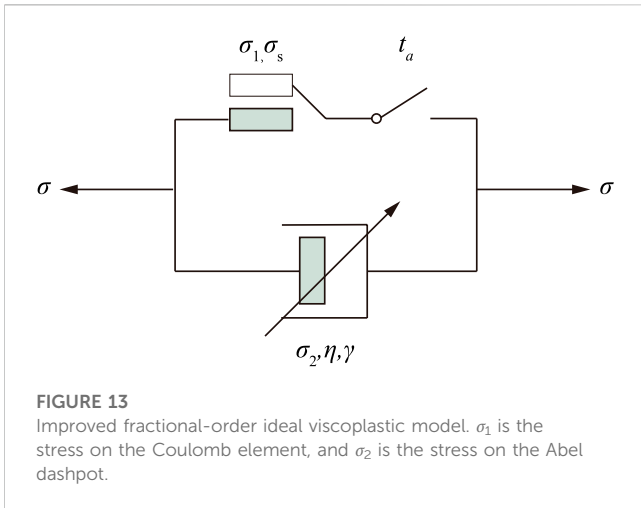 σ₁,σₛ tₐ
σ σ
σ₂,η,γ
FIGURE 13
Improved fractional-order ideal viscoplastic model. σ₁ is the
stress on the Coulomb element, and σ₂ is the stress on the Abel
dashpot.